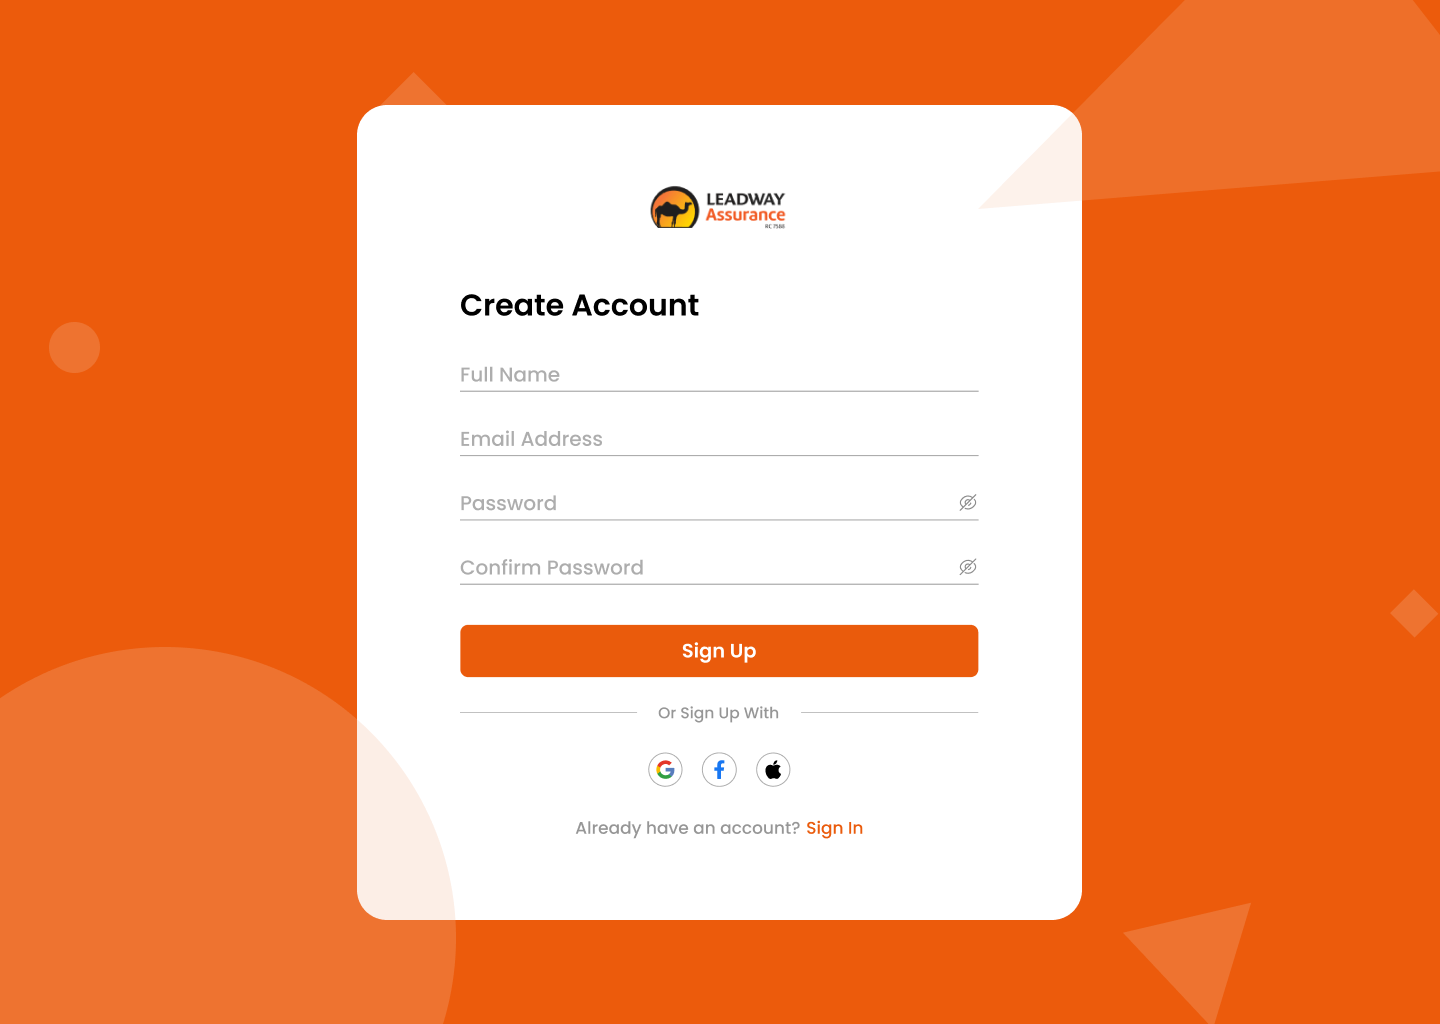 LEADWAY
Assurance
RC 7588
Create Account
Full Name
Email Address
Password
Confirm Password
Sign Up
Or Sign Up With
Already have an account? Sign In